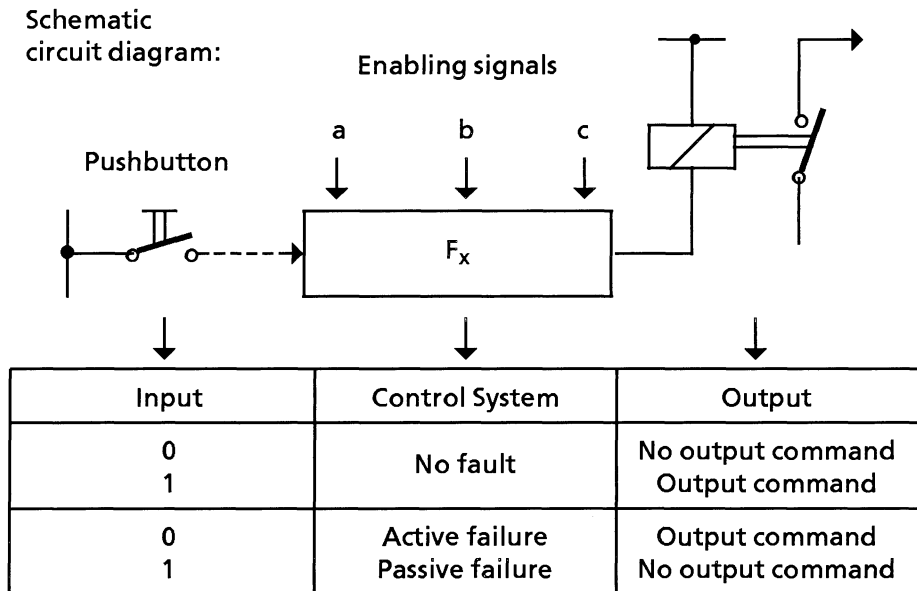 Schematic
circuit diagram:
Enabling signals
a b c
Pushbutton
Fx
Input Control System Output
0 No fault No output command
1 Output command
0 Active failure Output command
1 Passive failure No output command